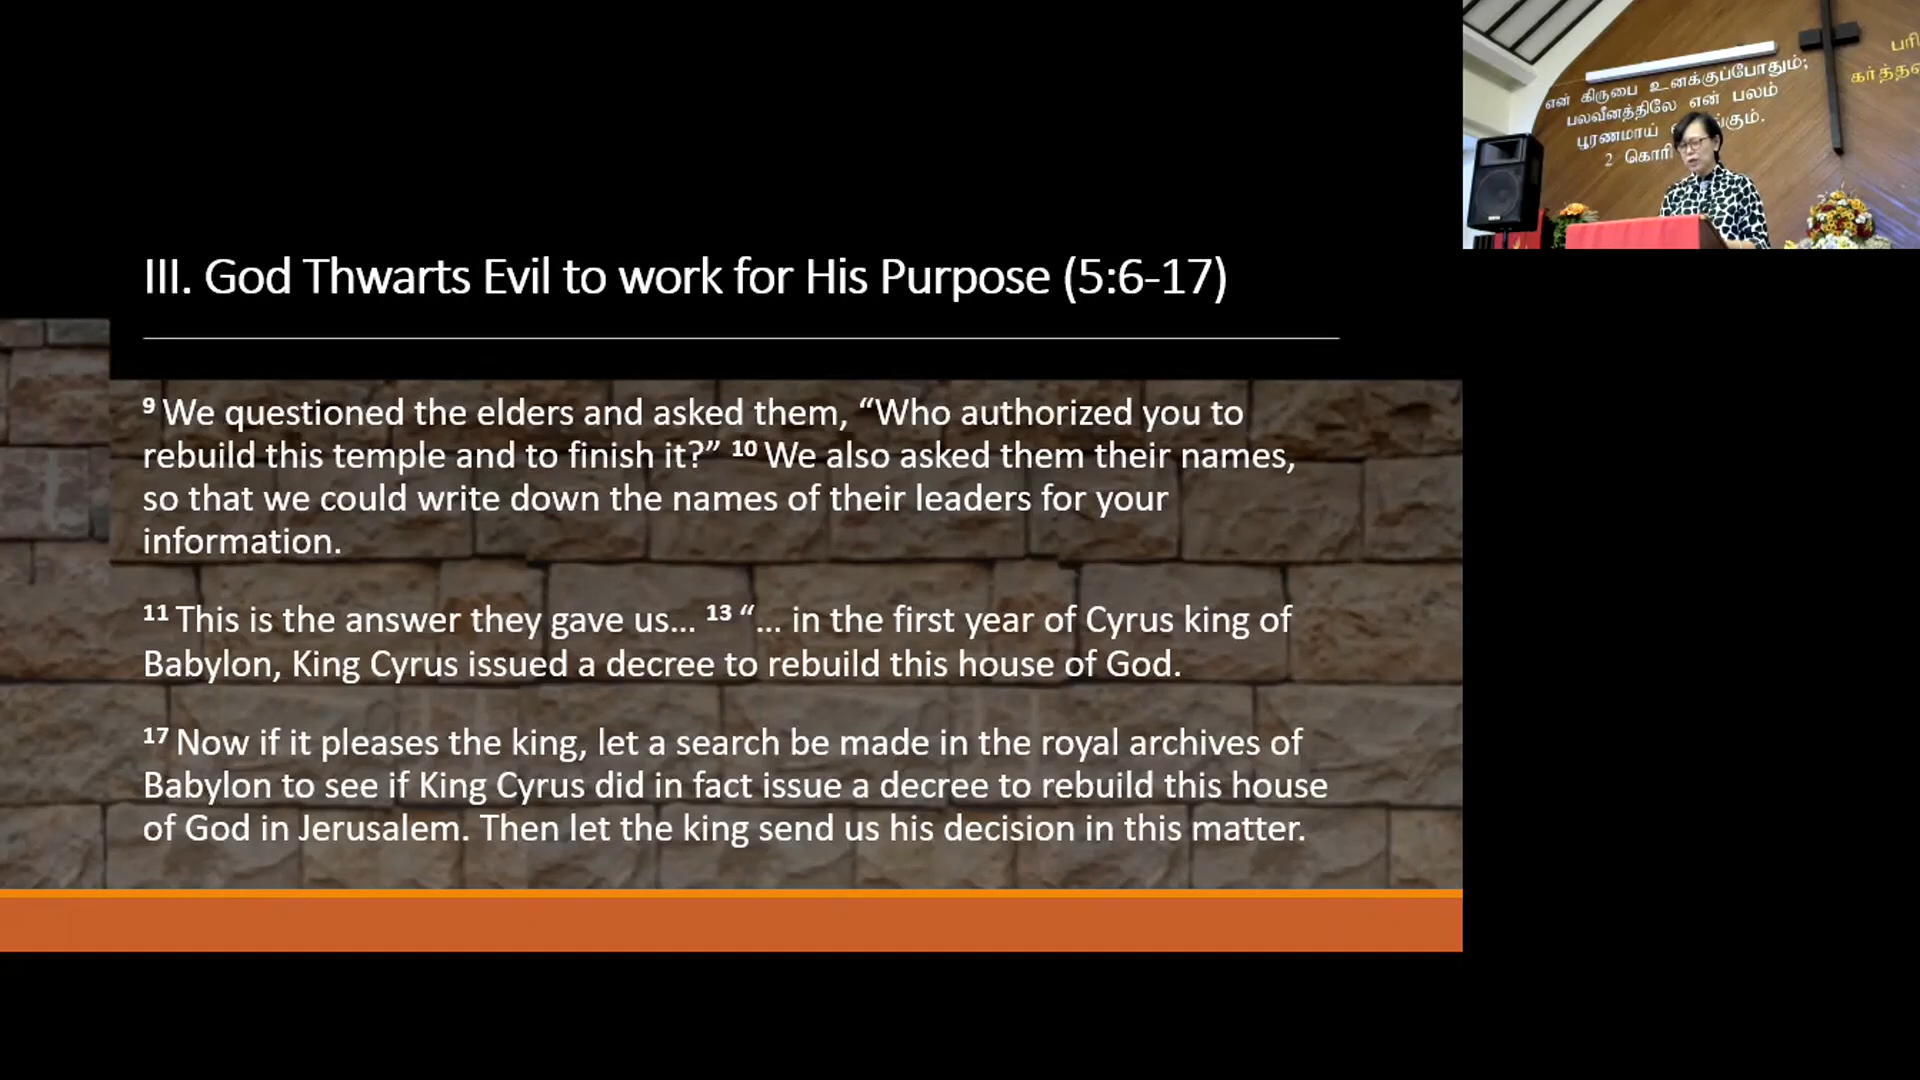 III. God Thwarts Evil to work for His Purpose (5:6-17)
9 We questioned the elders and asked them, “Who authorized you to
rebuild this temple and to finish it?” 10 We also asked them their names,
so that we could write down the names of their leaders for your
information.
11 This is the answer they gave us... 13 “... in the first year of Cyrus king of
Babylon, King Cyrus issued a decree to rebuild this house of God.
17 Now if it pleases the king, let a search be made in the royal archives of
Babylon to see if King Cyrus did in fact issue a decree to rebuild this house
of God in Jerusalem. Then let the king send us his decision in this matter.
என் கிருபை உனக்குப்போதும்;
பலவீனத்திலே என் பலம்
பூரணமாய்
2 கொரி